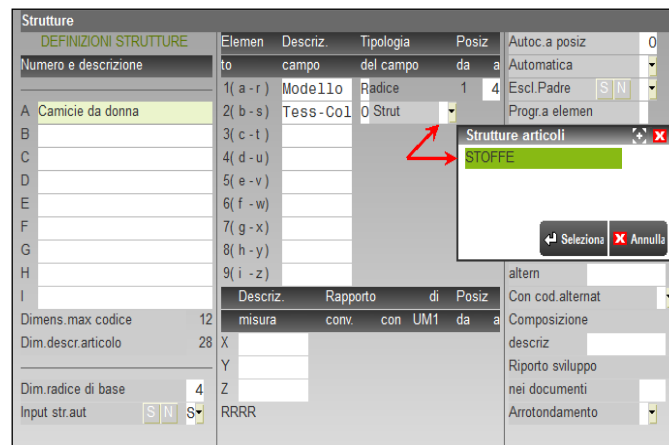 Strutture
DEFINIZIONI STRUTTURE
Numero e descrizione
A Camicie da donna
B
C
D
E
F
G
H
I
Dimens.max codice 12
Dim.descr.articolo 28
Dim.radice di base 4
Input str.aut S N S
Elemen Descriz. Tipologia Posiz
to campo del campo da a
1( a-r ) Modello Radice 1 4
2( b-s ) Tess-Col 0 Strut
3( c-t )
4( d-u )
5( e-v )
6( f -w)
7( g-x )
8( h-y )
9( i -z )
Descriz. Rapporto di Posiz
misura conv. con UM1 da a
X
Y
Z
RRRR
Autoc.a posiz 0
Automatica
Escl.Padre S N
Progr.a elemen
Strutture articoli
STOFFE
Seleziona X Annulla
altern
Con cod.alternat
Composizione
descriz
Riporto sviluppo
nei documenti
Arrotondamento